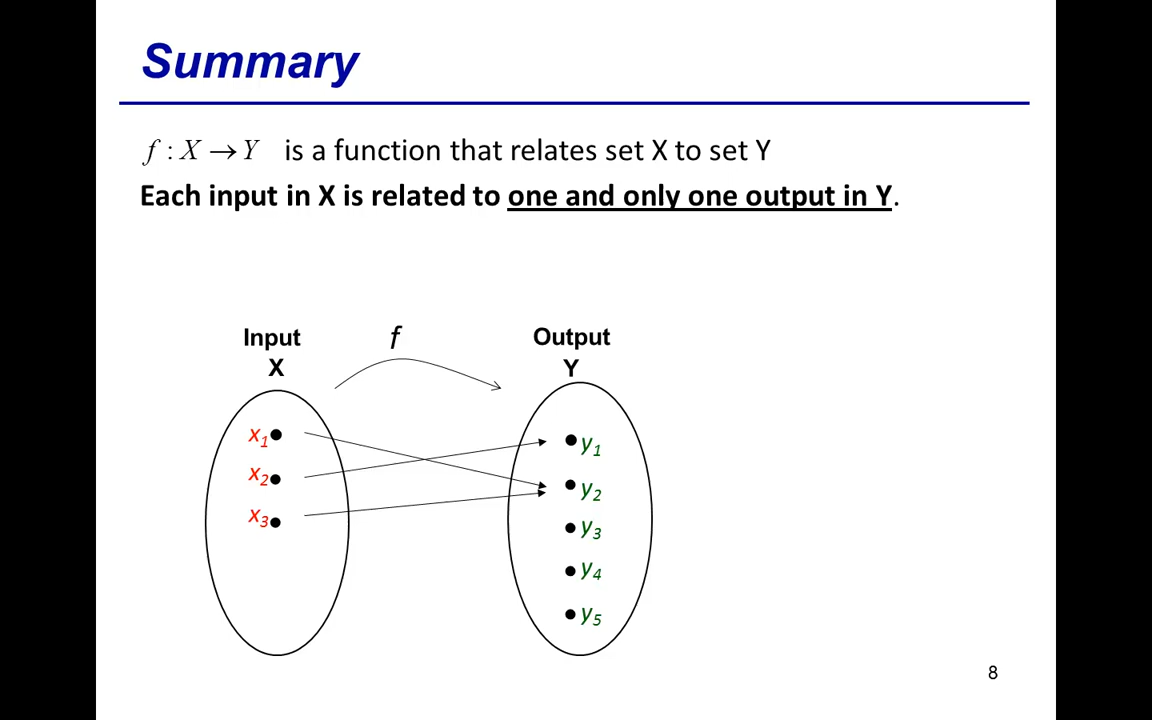 Summary
f : X → Y is a function that relates set X to set Y
Each input in X is related to one and only one output in Y.
Input f Output
X Y
x1 y1
x2 y2
x3 y3
y4
y5
8